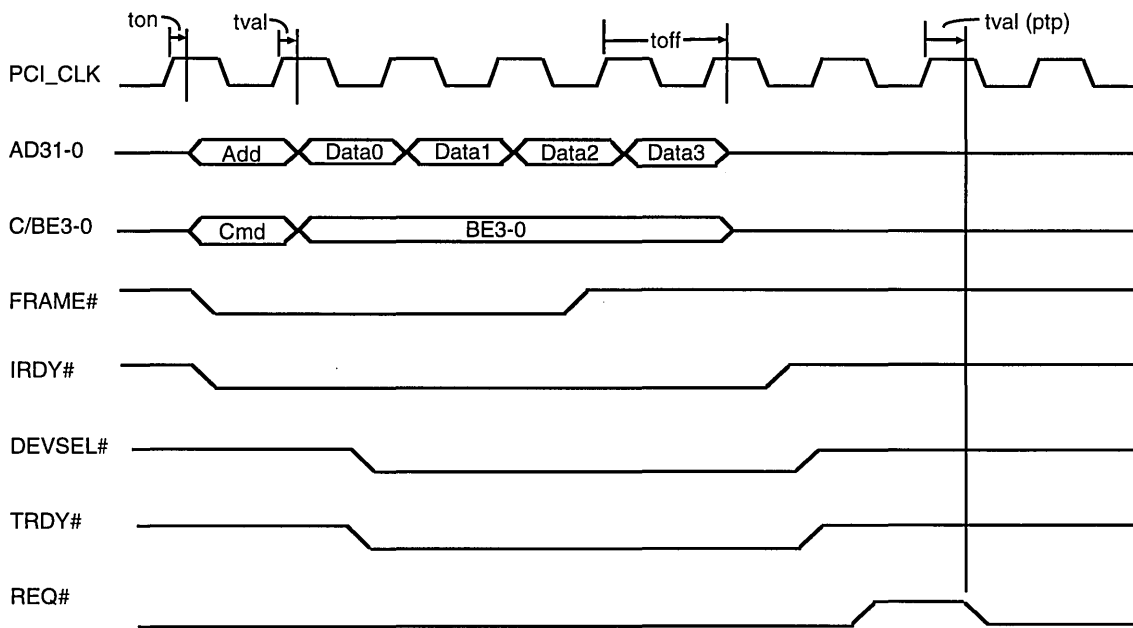 ton
tval
toff
tval (ptp)
PCI_CLK
AD31-0
Add
Data0
Data1
Data2
Data3
C/BE3-0
Cmd
BE3-0
FRAME#
IRDY#
DEVSEL#
TRDY#
REQ#